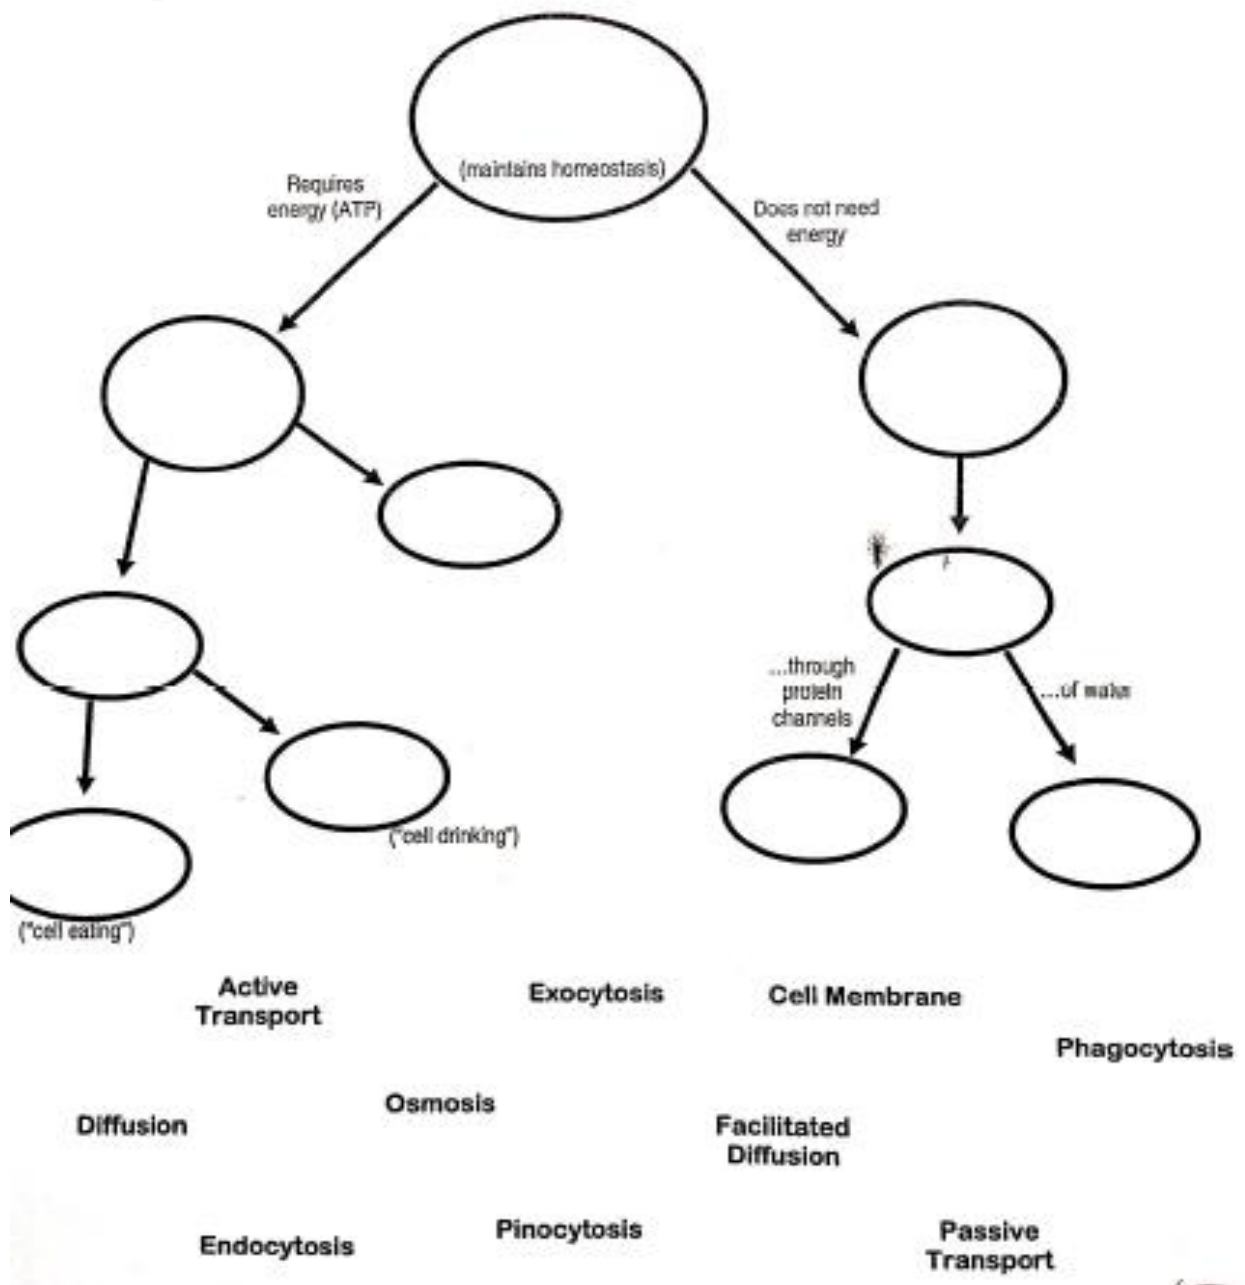 (maintains homeostasis)
Requires
energy (ATP)
Does not need
energy
...through
protein
channels
...of water
("cell drinking")
("cell eating")
Active
Transport
Exocytosis
Cell Membrane
Phagocytosis
Osmosis
Diffusion
Facilitated
Diffusion
Pinocytosis
Endocytosis
Passive
Transport